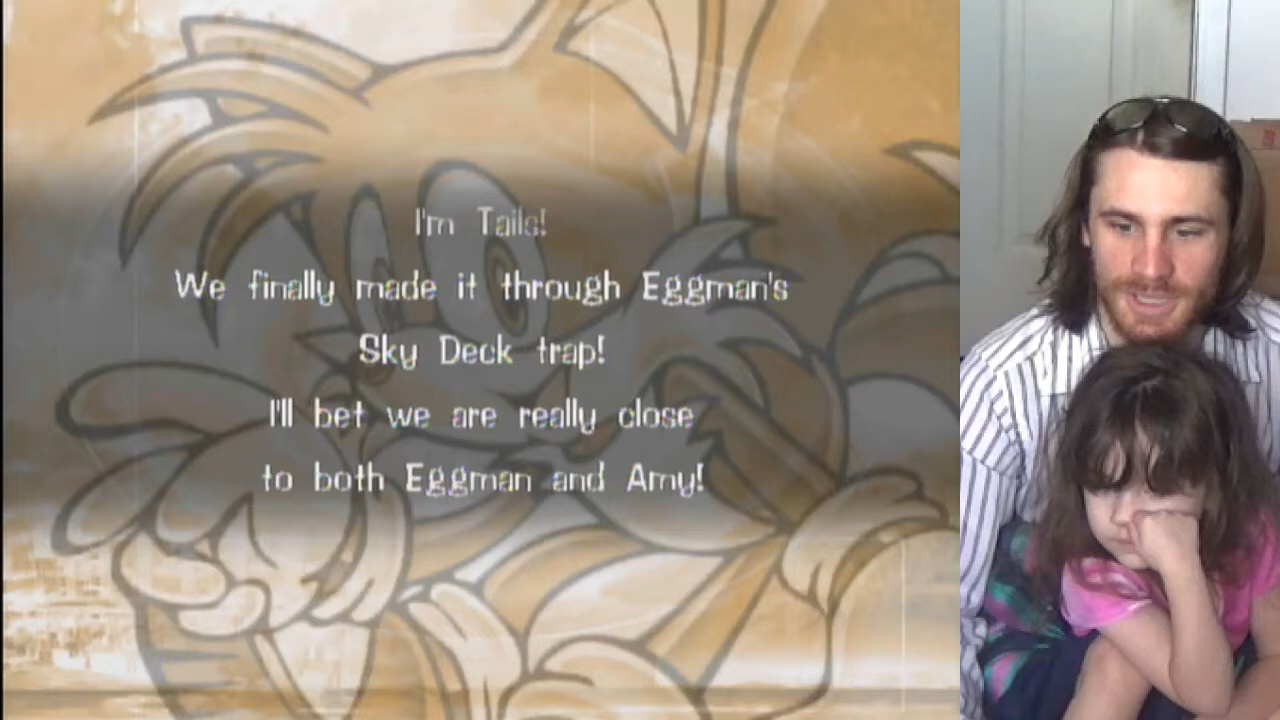 I'm Tails!
We finally made it through Eggman's
Sky Deck trap!
I'll bet we are really close
to both Eggman and Amy!